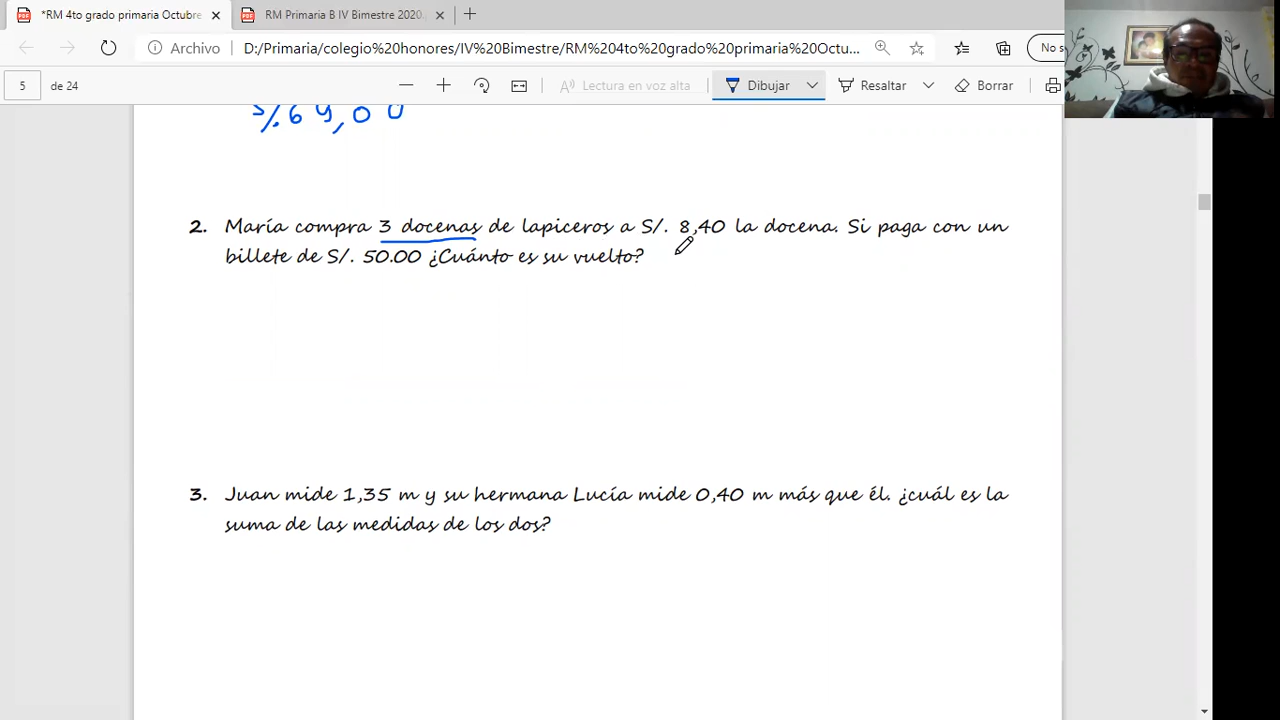 *RM 4to grado primaria Octubre
RM Primaria B IV Bimestre 2020.
Archivo
D:/Primaria/colegio%20honores/IV%20Bimestre/RM%204to%20grado%20primaria%20Octu...
No s
5 de 24
Lectura en voz alta
Dibujar
Resaltar
Borrar
S/. 64,00
2. María compra 3 docenas de lapiceros a S/. 8,40 la docena. Si paga con un
billete de S/. 50.00 ¿Cuánto es su vuelto?
3. Juan mide 1,35 m y su hermana Lucía mide 0,40 m más que él. ¿cuál es la
suma de las medidas de los dos?